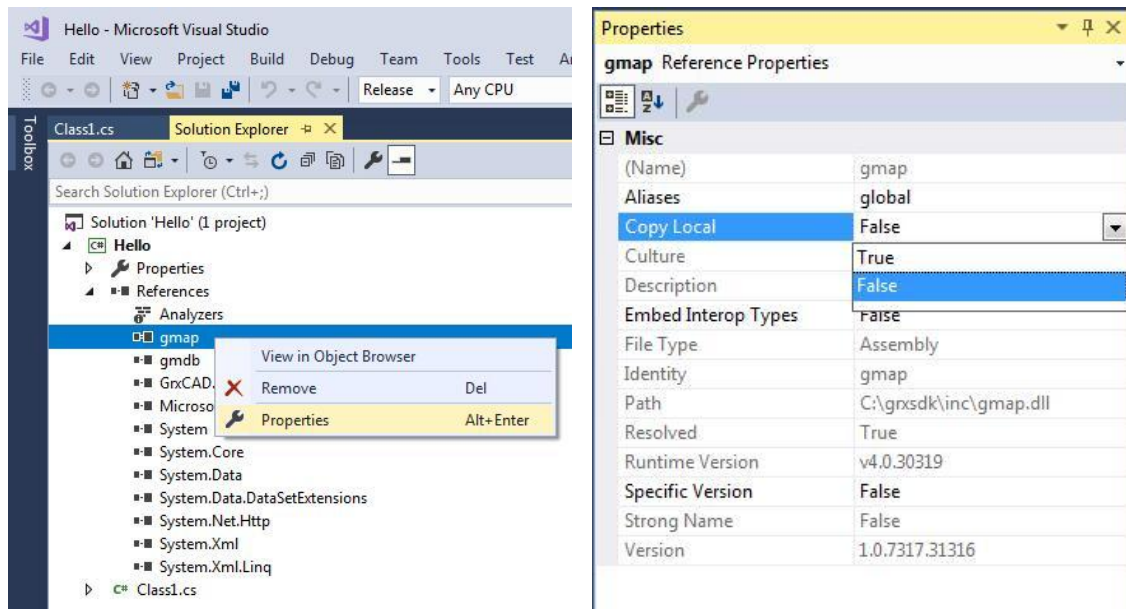 Hello - Microsoft Visual Studio
File Edit View Project Build Debug Team Tools Test
Release Any CPU
Toolbox
Class1.cs Solution Explorer
Search Solution Explorer (Ctrl+;)
Solution 'Hello' (1 project)
C# Hello
Properties
References
Analyzers
gmap
gmdb
GrxCAD.
System
System.Core
System.Data
System.Data.DataSetExtensions
System.Net.Http
System.Xml
System.Xml.Linq
C# Class1.cs
View in Object Browser
Remove Del
Properties Alt+Enter
Properties
gmap Reference Properties
Misc
(Name) gmap
Aliases global
Copy Local False
True
False
Culture
Description
Embed Interop Types False
File Type Assembly
Identity gmap
Path C:\grxsdk\inc\gmap.dll
Resolved True
Runtime Version v4.0.30319
Specific Version False
Strong Name False
Version 1.0.7317.31316